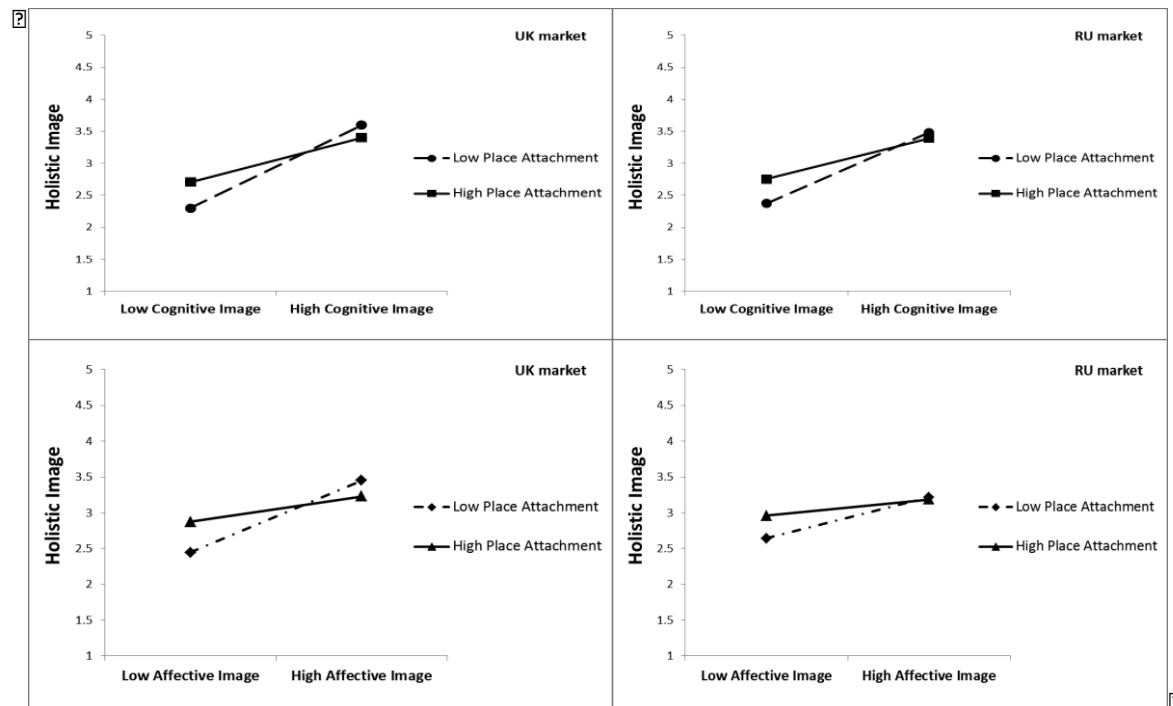 UK market
5
4.5
4
3.5
3
2.5
2
1.5
1
Holistic Image
Low Place Attachment
High Place Attachment
Low Cognitive Image
High Cognitive Image
RU market
5
4.5
4
3.5
3
2.5
2
1.5
1
Holistic Image
Low Place Attachment
High Place Attachment
Low Cognitive Image
High Cognitive Image
UK market
5
4.5
4
3.5
3
2.5
2
1.5
1
Holistic Image
Low Place Attachment
High Place Attachment
Low Affective Image
High Affective Image
RU market
5
4.5
4
3.5
3
2.5
2
1.5
1
Holistic Image
Low Place Attachment
High Place Attachment
Low Affective Image
High Affective Image